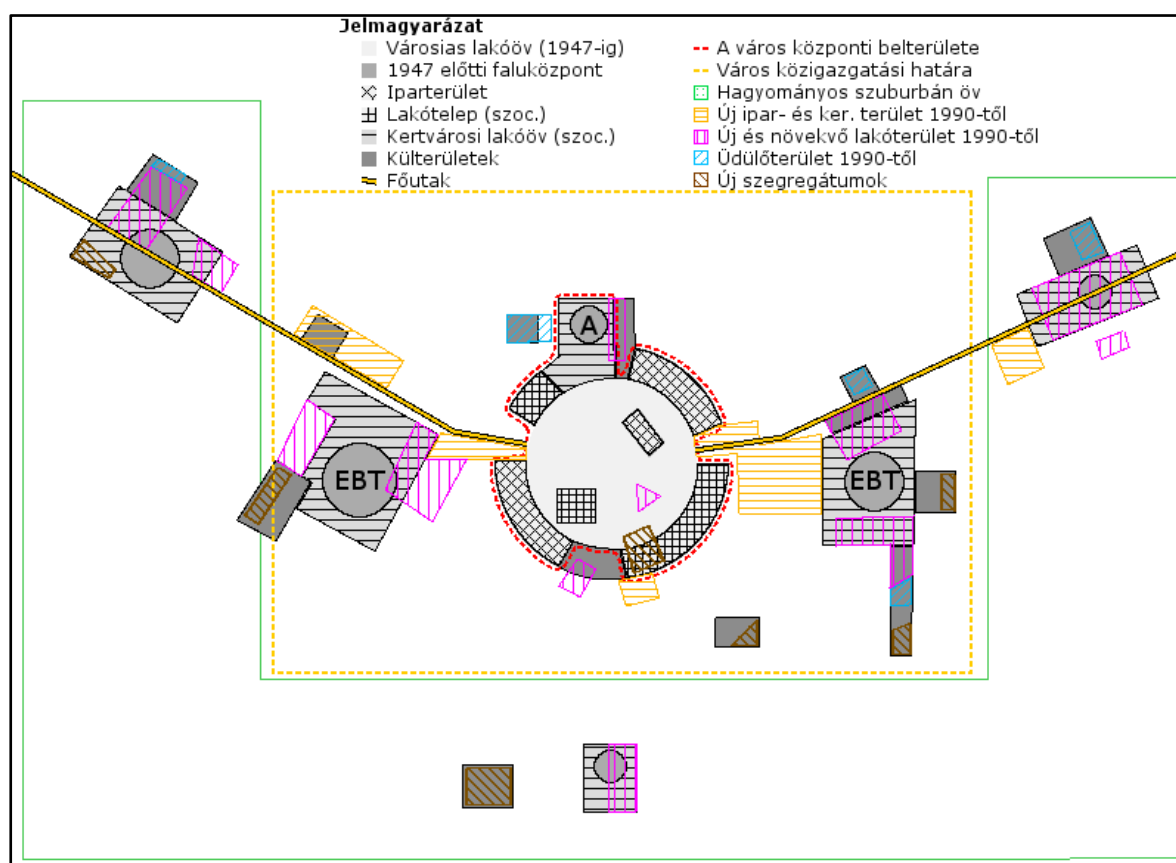 Jelmagyarázat
Városias lakóöv (1947-ig)
1947 előtti faluközpont
Iparterület
Lakótelep (szoc.)
Kertvárosi lakóöv (szoc.)
Külterületek
Főutak
A város központi belterülete
Város közigazgatási határa
Hagyományos szuburbán öv
Új ipar- és ker. terület 1990-től
Új és növekvő lakóterület 1990-től
Üdülőterület 1990-től
Új szegregátumok
A
EBT
EBT